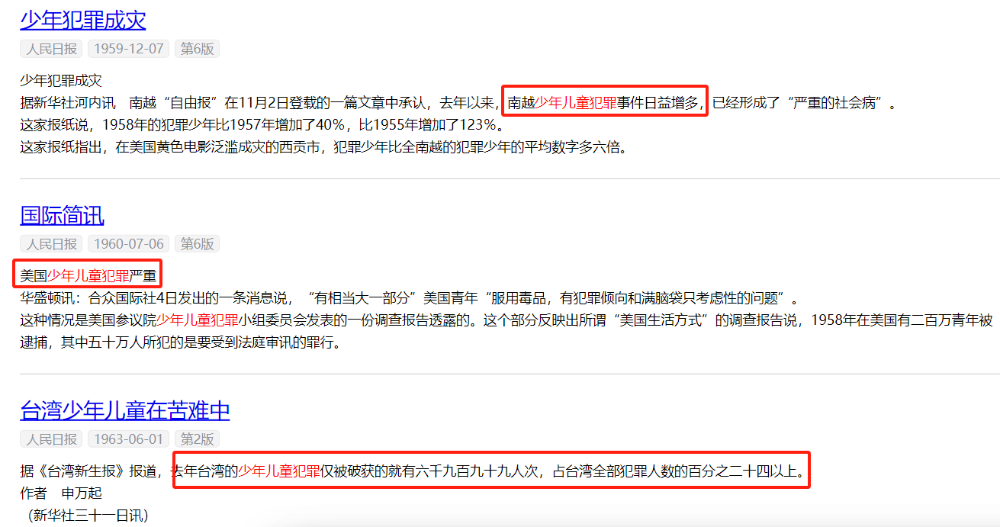 少年犯罪成灾
人民日报 1959-12-07 第6版
少年犯罪成灾
据新华社河内讯　南越“自由报”在11月2日登载的一篇文章中承认，去年以来，南越少年儿童犯罪事件日益增多，已经形成了“严重的社会病”。
这家报纸说，1958年的犯罪少年比1957年增加了40%，比1955年增加了123%。
这家报纸指出，在美国黄色电影泛滥成灾的西贡市，犯罪少年比全南越的犯罪少年的平均数字多六倍。
国际简讯
人民日报 1960-07-06 第6版
美国少年儿童犯罪严重
华盛顿讯：合众国际社4日发出的一条消息说，“有相当大一部分”美国青年“服用毒品，有犯罪倾向和满脑袋只考虑性的问题”。
这种情况是美国参议院少年儿童犯罪小组委员会发表的一份调查报告透露的。这个部分反映出所谓“美国生活方式”的调查报告说，1958年在美国有二百万青年被
逮捕，其中五十万人所犯的是要受到法庭审讯的罪行。
台湾少年儿童在苦难中
人民日报 1963-06-01 第2版
据《台湾新生报》报道，去年台湾的少年儿童犯罪仅被破获的就有六千九百九十九人次，占台湾全部犯罪人数的百分之二十四以上。
作者　申万起
（新华社三十一日讯）